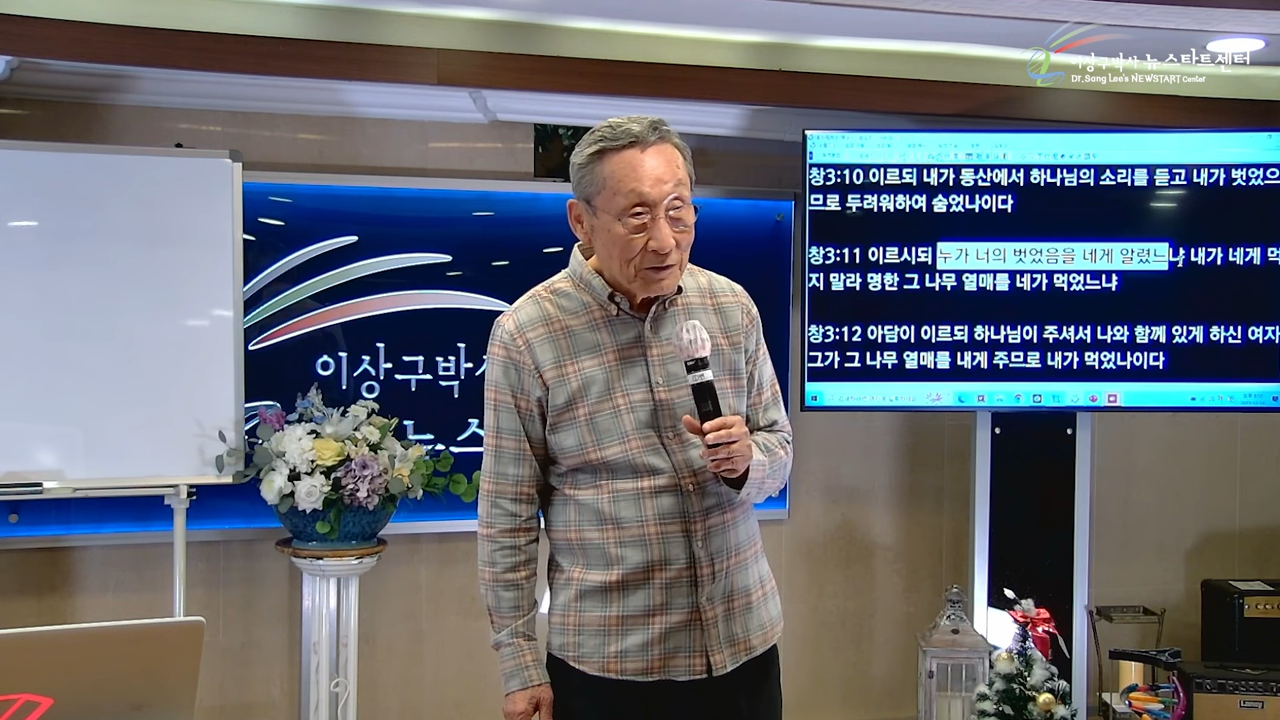 이상구박사 뉴스타트센터
Dr. Sang Lee's NEWSTART Center
창3:10 이르되 내가 동산에서 하나님의 소리를 듣고 내가 벗었으
므로 두려워하여 숨었나이다
창3:11 이르시되 누가 너의 벗었음을 네게 알렸느냐 내가 네게 먹
지 말라 명한 그 나무 열매를 네가 먹었느냐
창3:12 아담이 이르되 하나님이 주셔서 나와 함께 있게 하신 여자
그가 그 나무 열매를 내게 주므로 내가 먹었나이다
이상구박사
뉴스
Laney